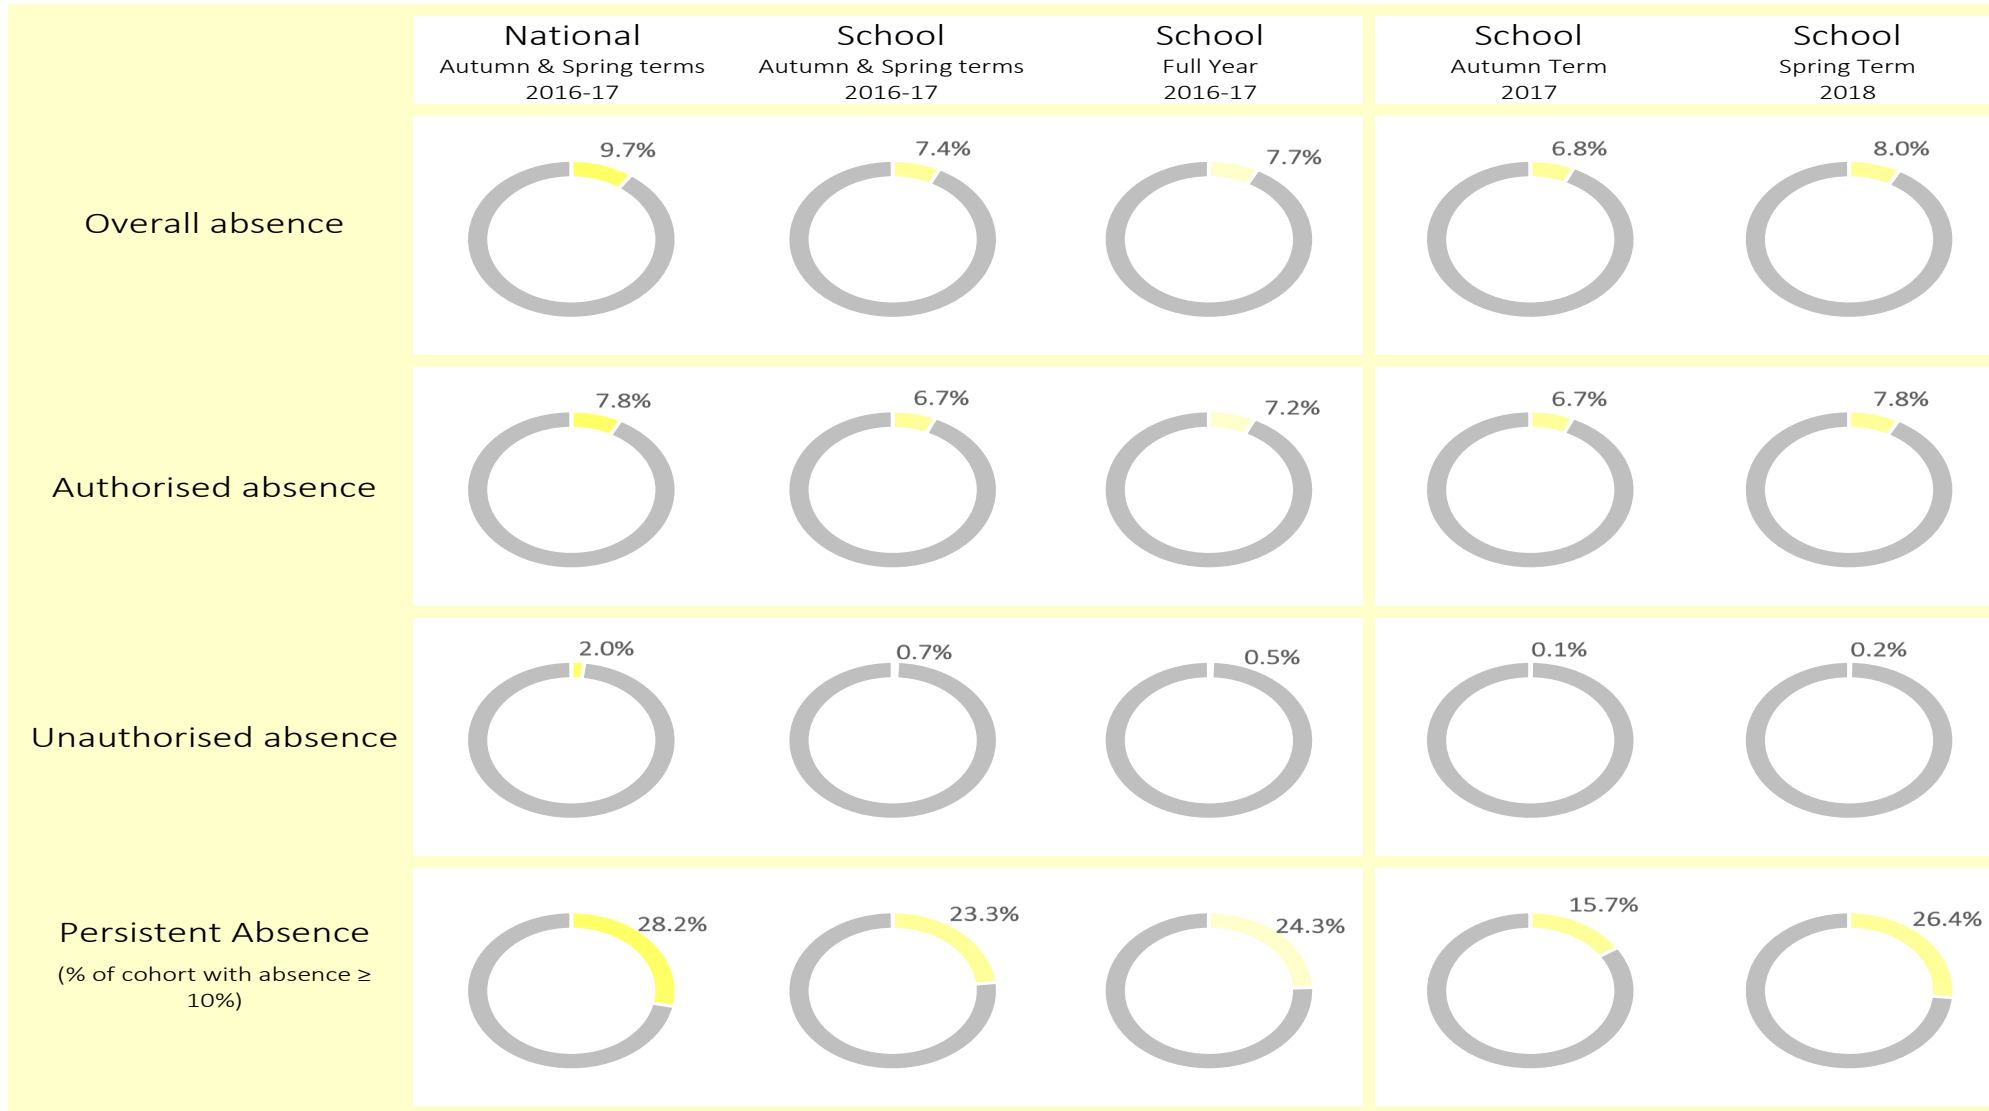 National
Autumn & Spring terms
2016-17
School
Autumn & Spring terms
2016-17
School
Full Year
2016-17
School
Autumn Term
2017
School
Spring Term
2018
Overall absence
9.7%
7.4%
7.7%
6.8%
8.0%
Authorised absence
7.8%
6.7%
7.2%
6.7%
7.8%
Unauthorised absence
2.0%
0.7%
0.5%
0.1%
0.2%
Persistent Absence
(% of cohort with absence ≥
10%)
28.2%
23.3%
24.3%
15.7%
26.4%